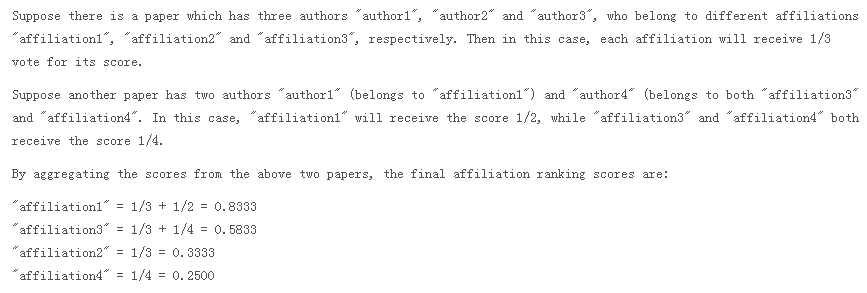 Suppose there is a paper which has three authors "author1", "author2" and "author3", who belong to different affiliations
"affiliation1", "affiliation2" and "affiliation3", respectively. Then in this case, each affiliation will receive 1/3
vote for its score.
Suppose another paper has two authors "author1" (belongs to "affiliation1") and "author4" (belongs to both "affiliation3"
and "affiliation4". In this case, "affiliation1" will receive the score 1/2, while "affiliation3" and "affiliation4" both
receive the score 1/4.
By aggregating the scores from the above two papers, the final affiliation ranking scores are:
"affiliation1" = 1/3 + 1/2 = 0.8333
"affiliation3" = 1/3 + 1/4 = 0.5833
"affiliation2" = 1/3 = 0.3333
"affiliation4" = 1/4 = 0.2500